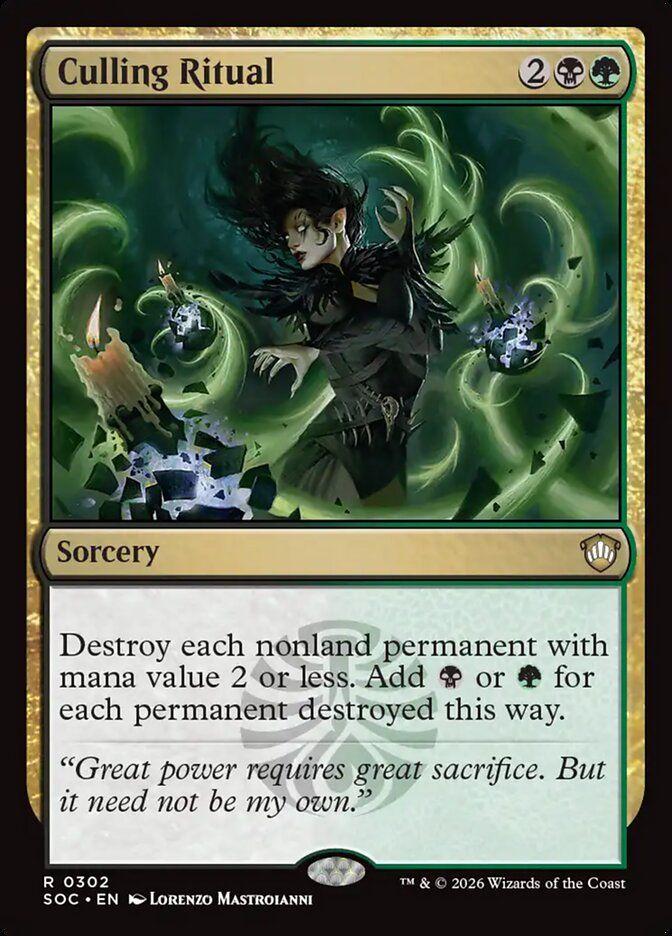 Culling Ritual 2
Sorcery
Destroy each nonland permanent with
mana value 2 or less. Add or for
each permanent destroyed this way.
“Great power requires great sacrifice. But
it need not be my own.”
R 0302
SOC • EN Lorenzo Mastroianni
™ & © 2026 Wizards of the Coast